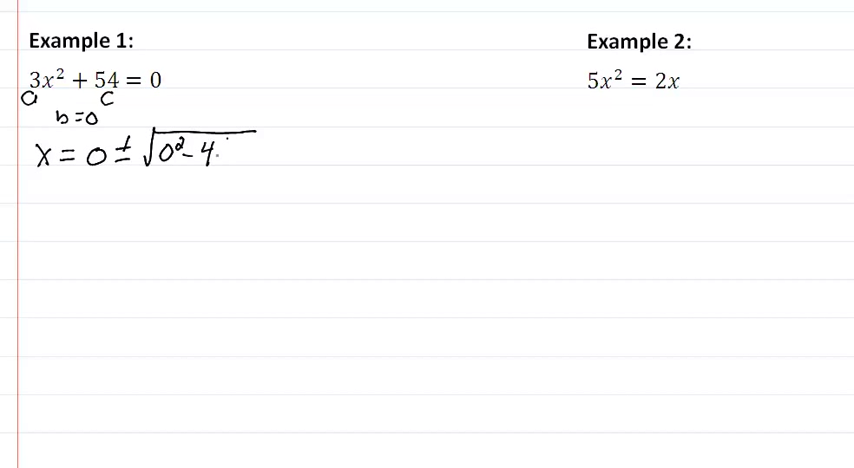 Example 1:
3x² + 54 = 0
a c
b = 0
x = 0 ± √0² - 4
Example 2:
5x² = 2x